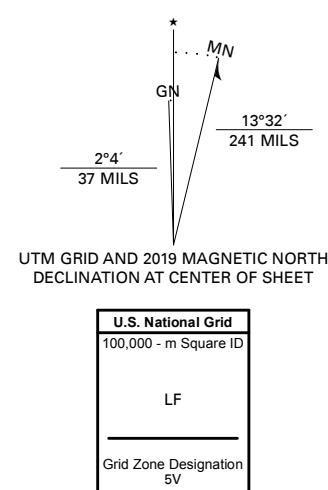 ★
MN
GN
13°32´
241 MILS
2°4´
37 MILS
UTM GRID AND 2019 MAGNETIC NORTH
DECLINATION AT CENTER OF SHEET
U.S. National Grid
100,000 - m Square ID
LF
Grid Zone Designation
5V